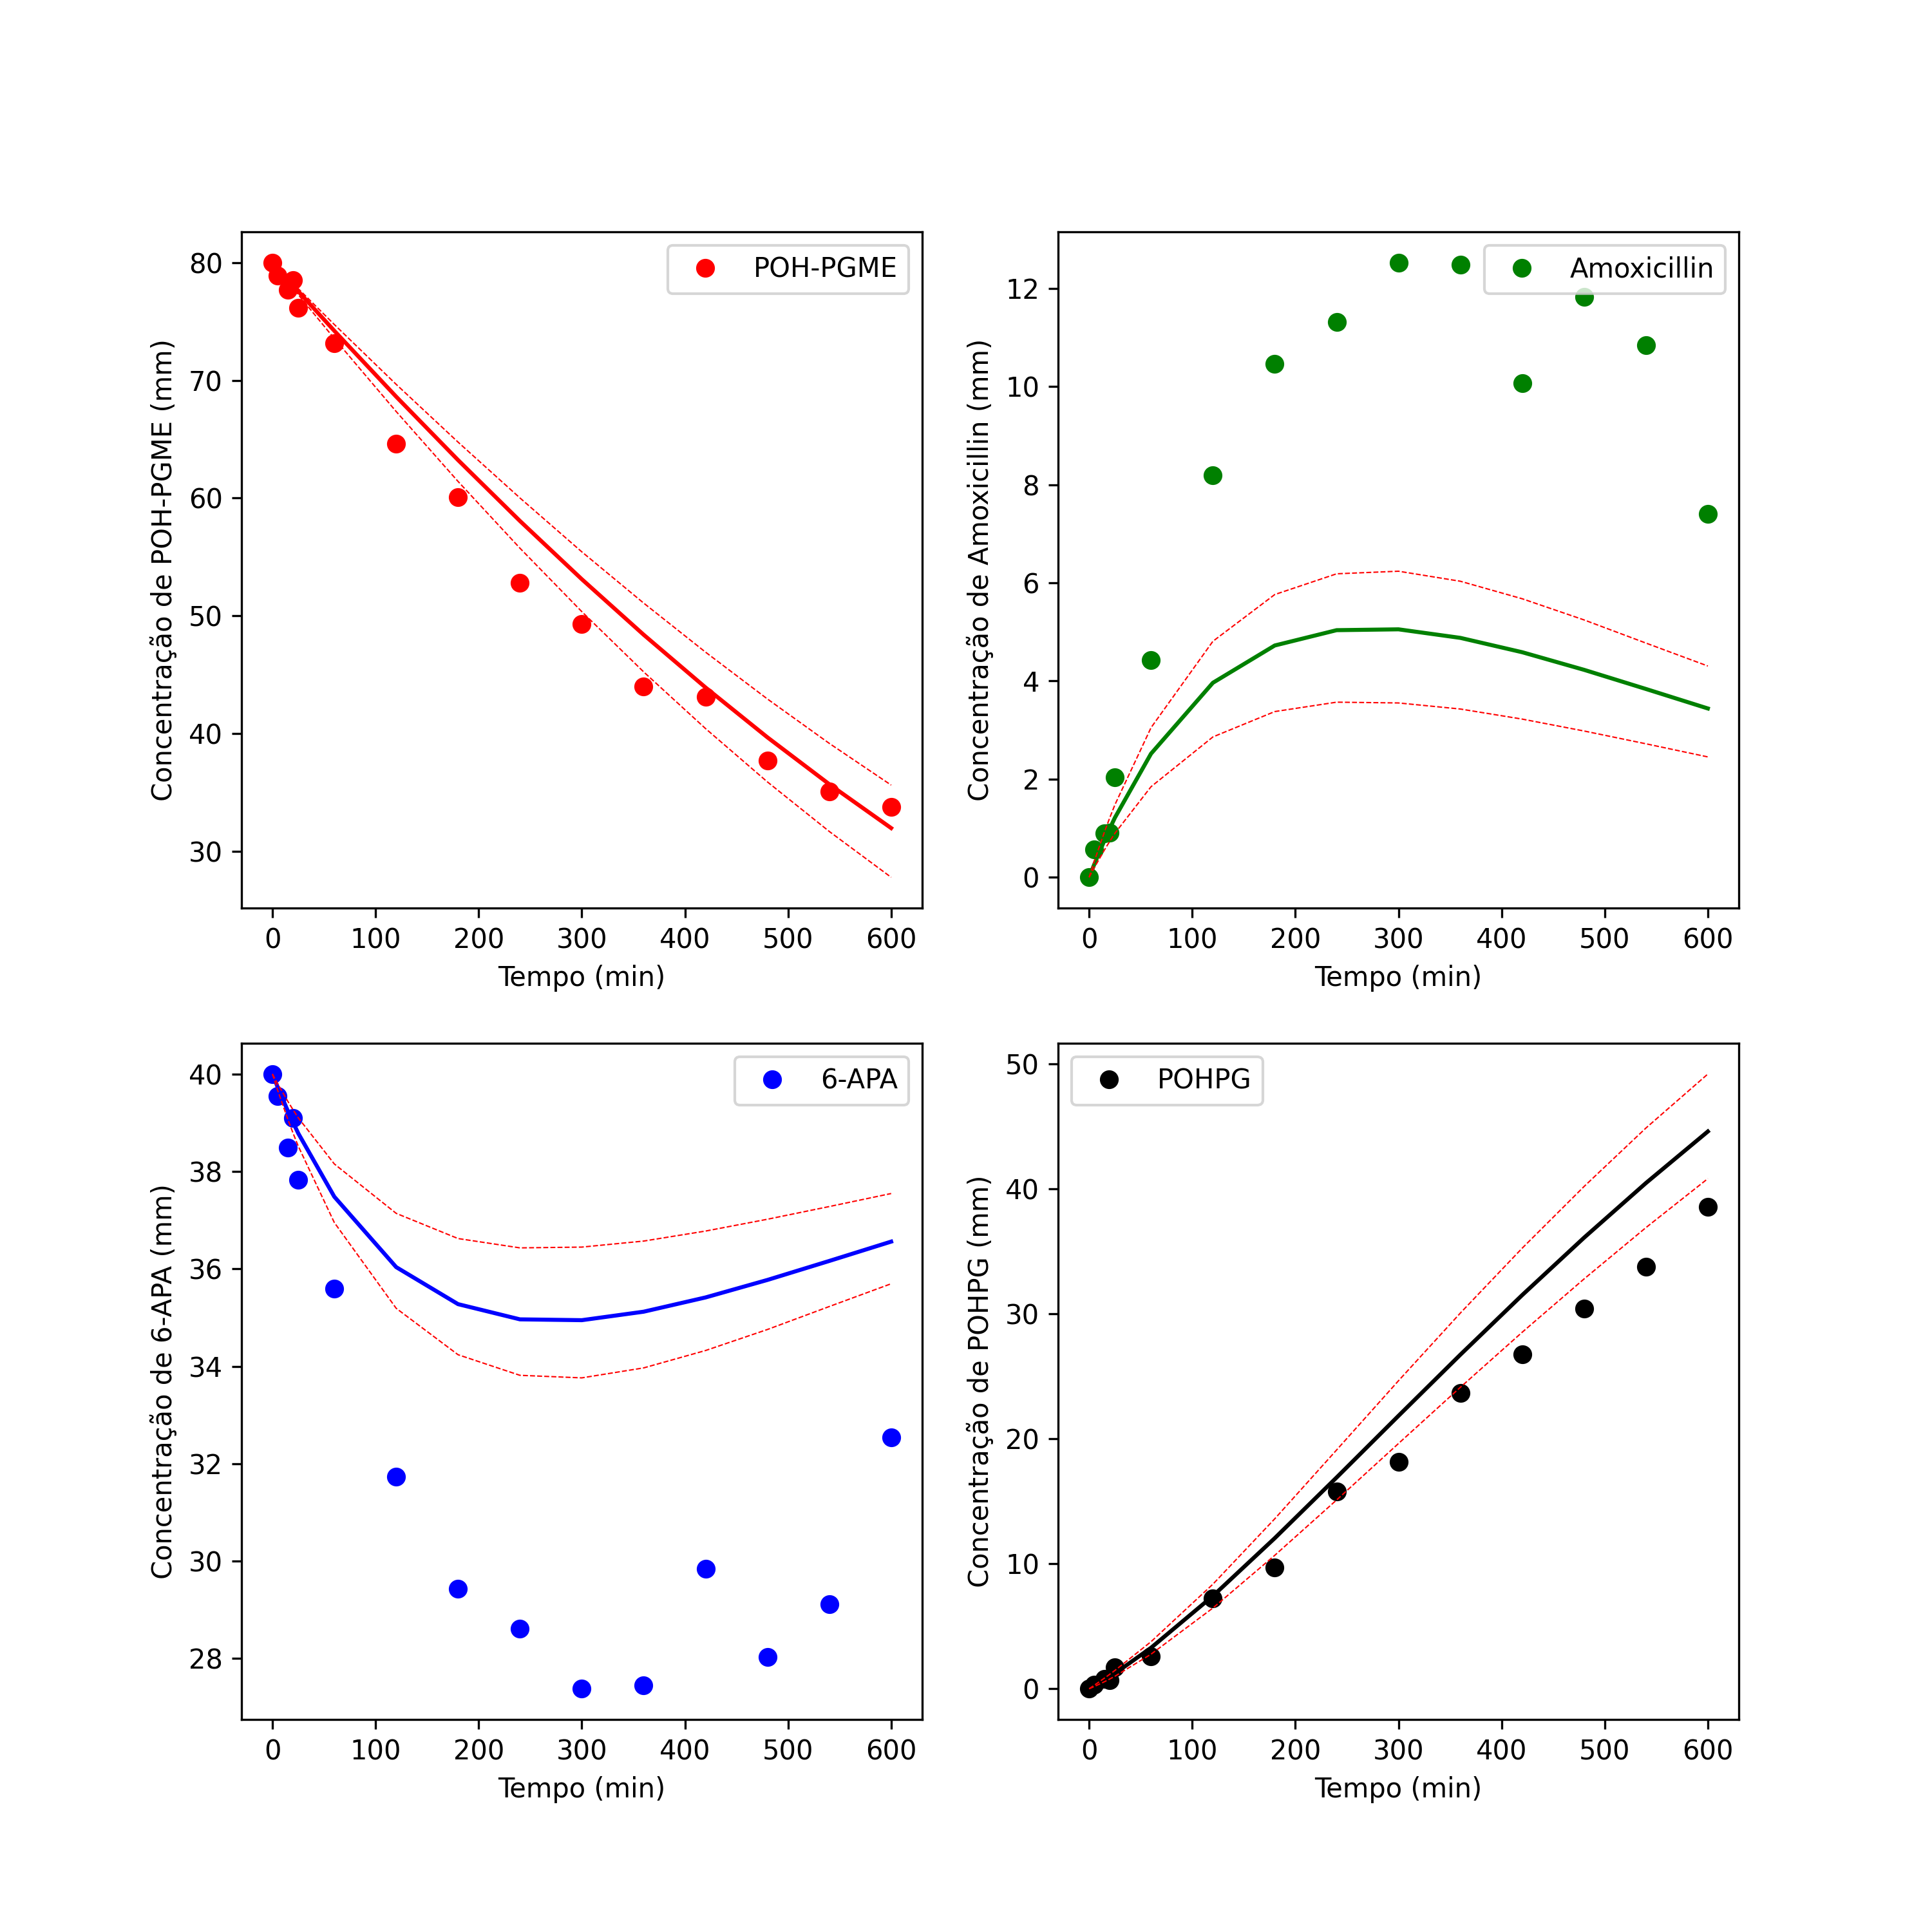 POH-PGME
Concentração de POH-PGME (mm)
80
70
60
50
40
30
0 100 200 300 400 500 600
Tempo (min)
Amoxicillin
Concentração de Amoxicillin (mm)
12
10
8
6
4
2
0
0 100 200 300 400 500 600
Tempo (min)
6-APA
Concentração de 6-APA (mm)
40
38
36
34
32
30
28
0 100 200 300 400 500 600
Tempo (min)
POHPG
Concentração de POHPG (mm)
50
40
30
20
10
0
0 100 200 300 400 500 600
Tempo (min)